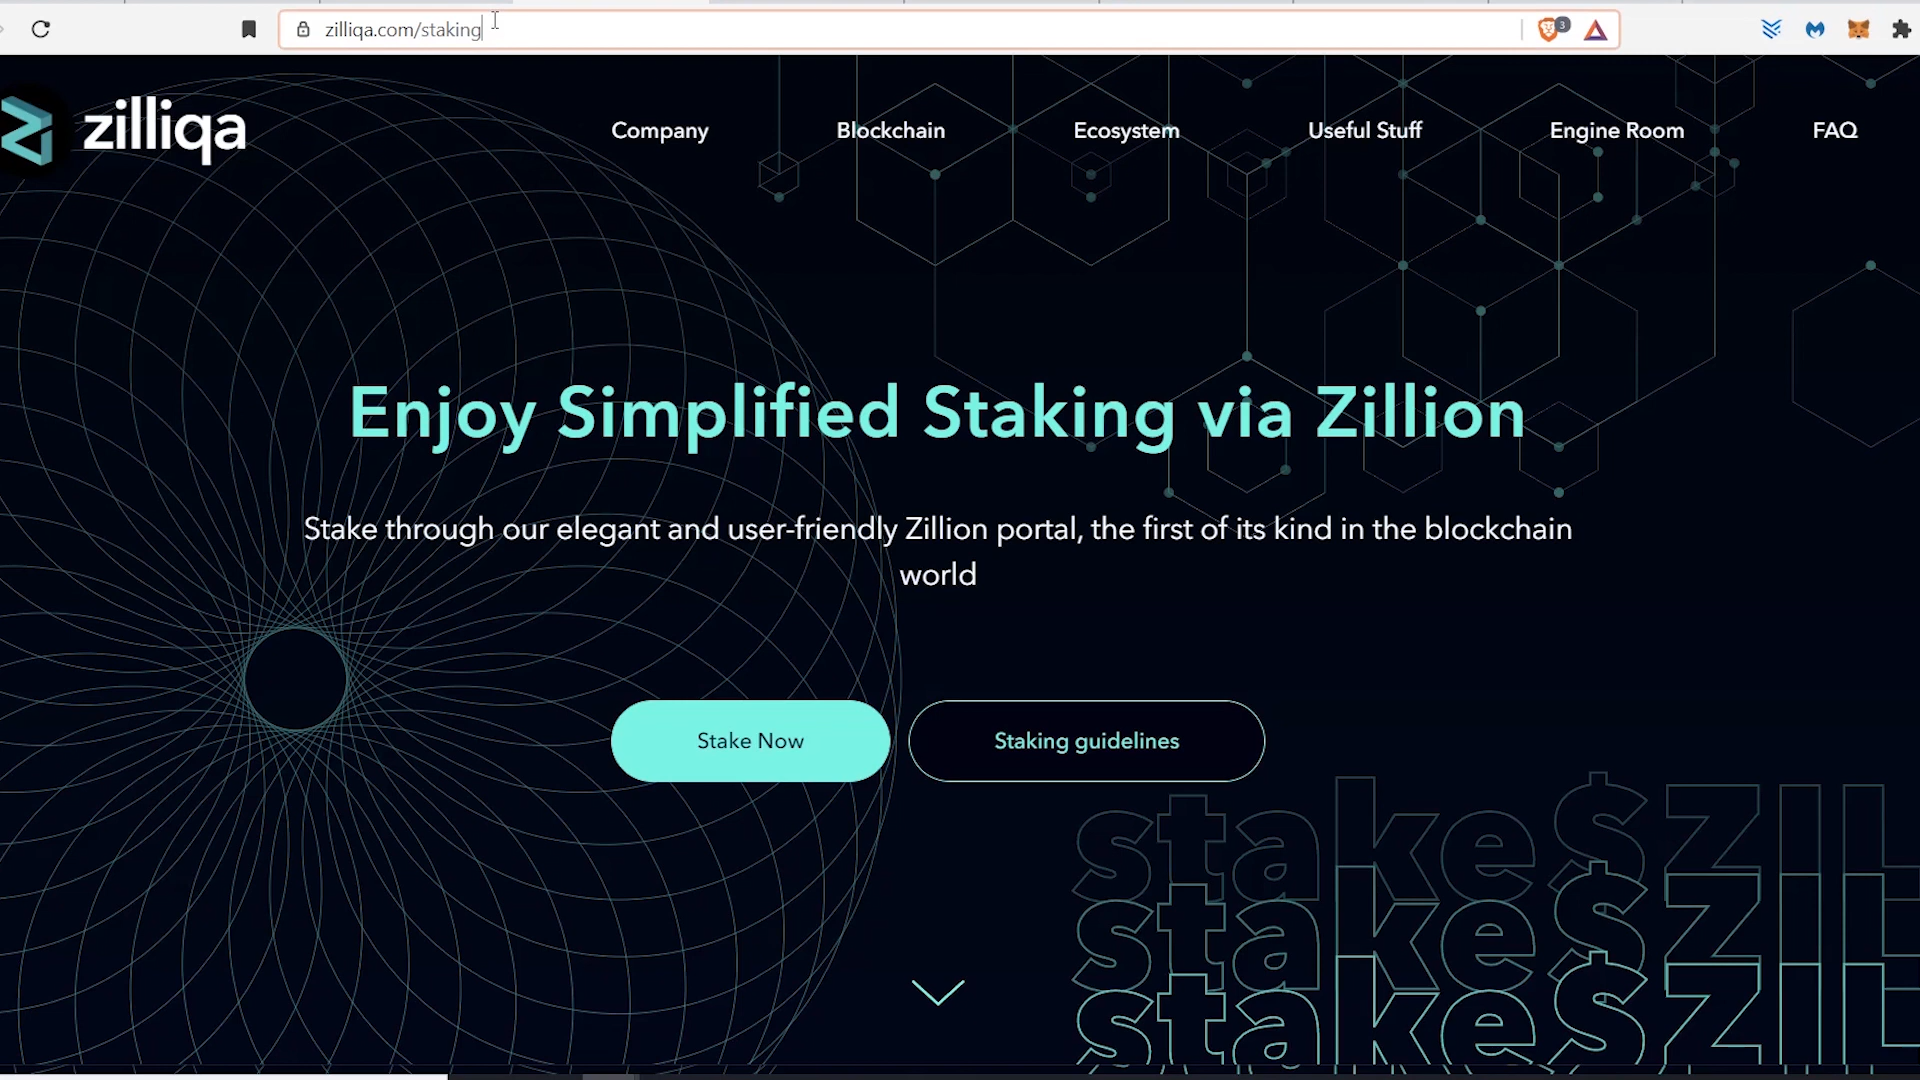 zilliqa.com/staking
3
zilliqa
Company
Blockchain
Ecosystem
Useful Stuff
Engine Room
FAQ
Enjoy Simplified Staking via Zillion
Stake through our elegant and user-friendly Zillion portal, the first of its kind in the blockchain
world
Stake Now
Staking guidelines
stake$ZIL
stake$ZIL
stake$ZIL